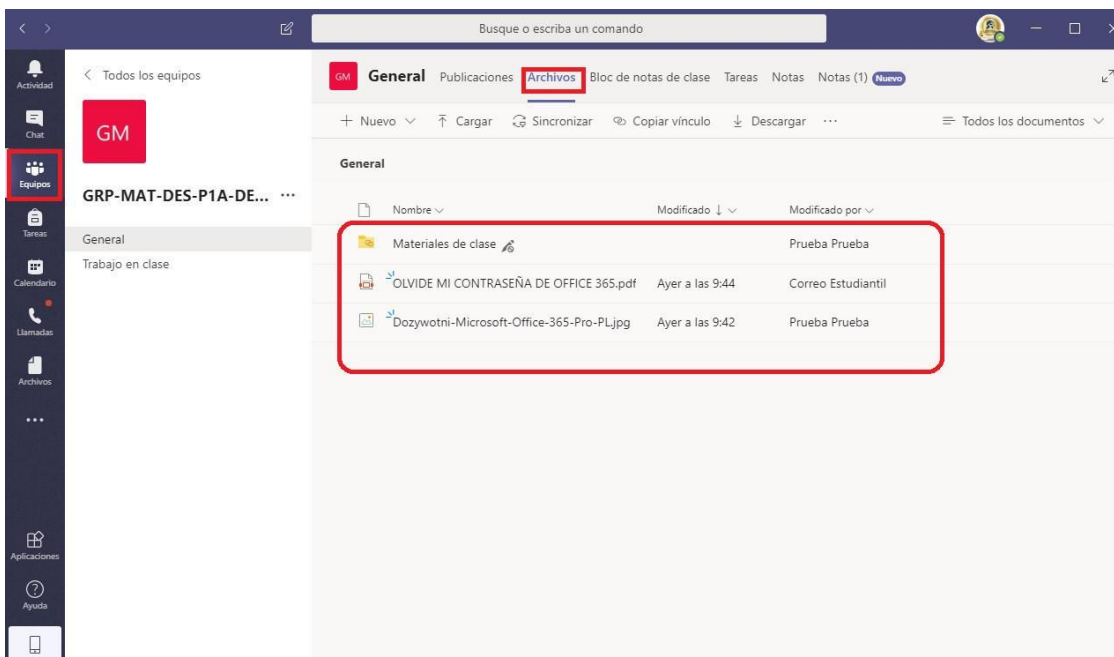 Busque o escriba un comando
Actividad
Chat
Equipos
Tareas
Calendario
Llamadas
Archivos
Aplicaciones
Ayuda
Todos los equipos
GM
GRP-MAT-DES-P1A-DE...
General
Trabajo en clase
GM General Publicaciones Archivos Bloc de notas de clase Tareas Notas Notas (1) Nuevo
Nuevo Cargar Sincronizar Copiar vínculo Descargar ... Todos los documentos
General
Nombre Modificado Modificado por
Materiales de clase Prueba Prueba
OLVIDE MI CONTRASEÑA DE OFFICE 365.pdf Ayer a las 9:44 Correo Estudiantil
Dozywotni-Microsoft-Office-365-Pro-PL.jpg Ayer a las 9:42 Prueba Prueba